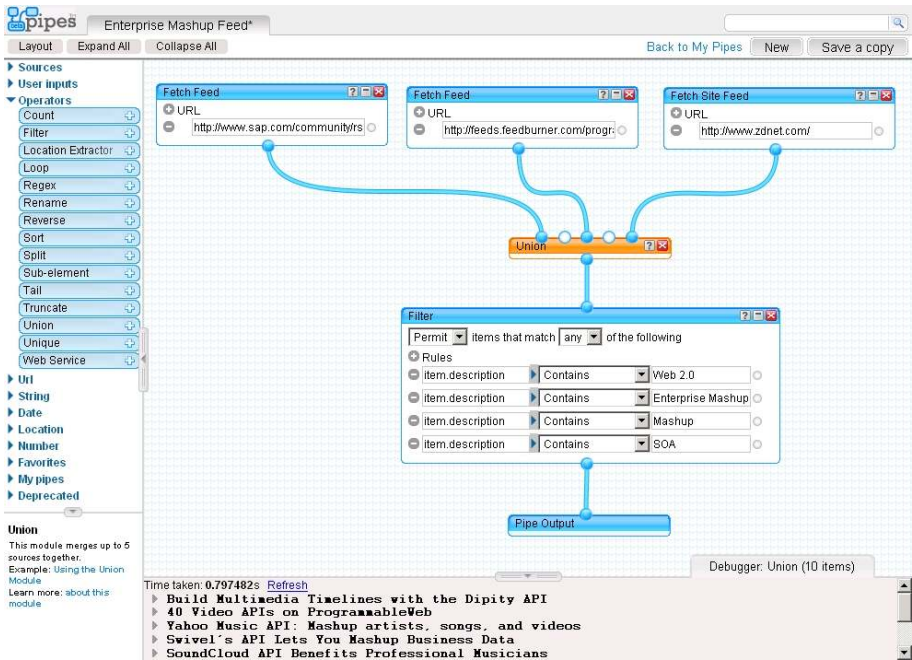 pipes
Enterprise Mashup Feed*
Layout Expand All Collapse All
Back to My Pipes New Save a copy
Sources
User inputs
Operators
Count
Filter
Location Extractor
Loop
Regex
Rename
Reverse
Sort
Split
Sub-element
Tail
Truncate
Union
Unique
Web Service
Url
String
Date
Location
Number
Favorites
My pipes
Deprecated
Union
This module merges up to 5
sources together.
Example: Using the Union
Module
Learn more: about this
module
Fetch Feed
URL
http://www.sap.com/community/rs
Fetch Feed
URL
http://feeds.feedburner.com/progra
Fetch Site Feed
URL
http://www.zdnet.com/
Union
Filter
Permit items that match any of the following
Rules
item.description Contains Web 2.0
item.description Contains Enterprise Mashup
item.description Contains Mashup
item.description Contains SOA
Pipe Output
Debugger: Union (10 items)
Time taken: 0.797482s Refresh
Build Multimedia Timelines with the Dipity API
40 Video APIs on ProgrammableWeb
Yahoo Music API: Mashup artists, songs, and videos
Swivel's API Lets You Mashup Business Data
SoundCloud API Benefits Professional Musicians